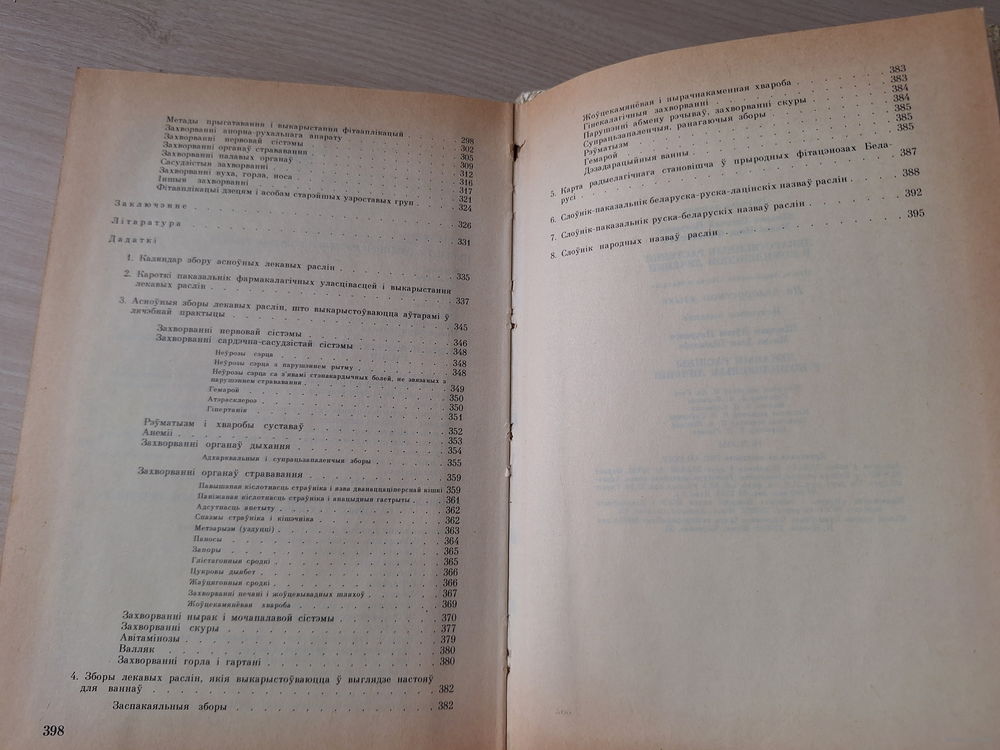 Метады прыгатавання і выкарыстання фітааплікацый . . . 298
Захворванні апорна-рухальнага апарату . . . 302
Захворванні нервовай сістэмы . . . 305
Захворванні органаў стрававання . . . 309
Захворванні палавых органаў . . . 312
Сасудзістыя захворванні . . . 316
Захворванні вуха, горла, носа . . . 317
Іншыя захворванні . . . 321
Фітааплікацыі дзецям і асобам старэйшых узроставых груп . . . 324
Заключэнне . . . 326
Літаратура . . . 331
Дадаткі
1. Каляндар збору асноўных лекавых раслін . . . 335
2. Кароткі паказальнік фармакалагічных уласцівасцей і выкарыстання
лекавых раслін . . . 337
3. Асноўныя зборы лекавых раслін, што выкарыстоўваюцца аўтарамі ў
лячэбнай практыцы . . . 345
Захворванні нервовай сістэмы . . . 346
Захворванні сардэчна-сасудзістай сістэмы . . . 348
Неўрозы сэрца . . . 348
Неўрозы сэрца з парушэннем рытму . . . 348
Неўрозы сэрца са з'явамі стэнакардычных болей, не звязаных з
парушэннем стрававання . . . 349
Гемарой . . . 350
Атэрасклероз . . . 350
Гіпертанія . . . 351
Рэўматызм і хваробы суставаў . . . 352
Анеміі . . . 353
Захворванні органаў дыхання . . . 354
Адхарквальныя і супрацьзапаленчыя зборы . . . 355
Захворванні органаў стрававання . . . 359
Павышаная кіслотнасць страўніка і язва дванаццаціперснай кішкі 359
Паніжаная кіслотнасць страўніка і анацыдныя гастрыты . . . 361
Адсутнасць апетыту . . . 362
Спазмы страўніка і кішэчніка . . . 362
Метэарызм (уздуцці) . . . 363
Паносы . . . 364
Запоры . . . 365
Глістагонныя сродкі . . . 365
Цукровы дыябет . . . 366
Жаўцягонныя сродкі . . . 366
Захворванні печані і жоўцевывадных шляхоў . . . 367
Жоўцекамянёвая хвароба . . . 369
Захворванні нырак і мочапалавой сістэмы . . . 370
Захворванні скуры . . . 377
Авітамінозы . . . 379
Валляк . . . 380
Захворванні горла і гартані . . . 380
4. Зборы лекавых раслін, якія выкарыстоўваюцца ў выглядзе настояў
для ваннаў . . . 382
Заспакаяльныя зборы . . . 382
398
Жоўцекамянёвая і нырачнакаменная хвароба . . . 383
Гінекалагічныя захворванні . . . 383
Парушэнні абмену рэчываў, захворванні скуры . . . 384
Супрацьзапаленчыя, ранагаючыя зборы . . . 384
Рэўматызм . . . 385
Гемарой . . . 385
Дэзадарацыйныя ванны . . . 385
5. Карта радыелагічнага становішча ў прыродных фітацэнозах Бела-
русі . . . 387
6. Слоўнік-паказальнік беларуска-руска-лацінскіх назваў раслін . . . 388
7. Слоўнік-паказальнік руска-беларускіх назваў раслін . . . 392
8. Слоўнік народных назваў раслін . . . 395